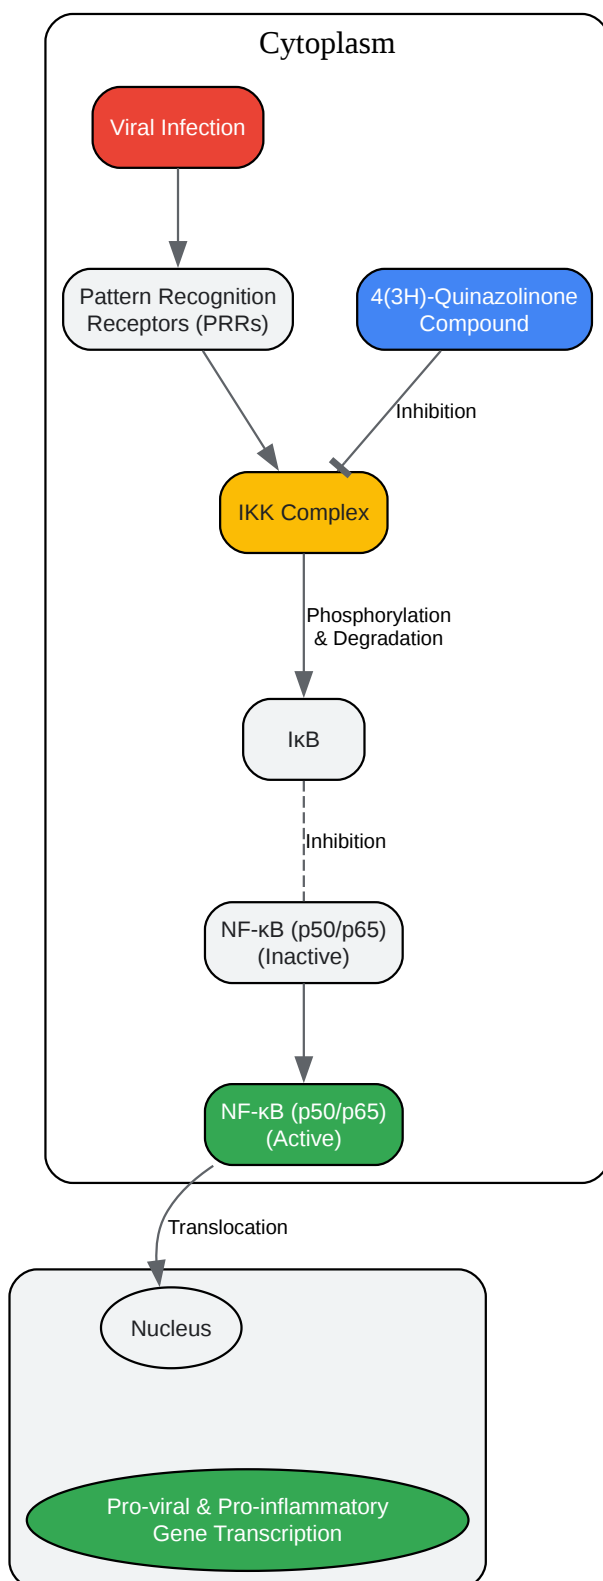 Cytoplasm
Viral Infection
Pattern Recognition
Receptors (PRRs)
4(3H)-Quinazolinone
Compound
Inhibition
IKK Complex
Phosphorylation
& Degradation
IκB
Inhibition
NF-κB (p50/p65)
(Inactive)
NF-κB (p50/p65)
(Active)
Translocation
Nucleus
Pro-viral & Pro-inflammatory
Gene Transcription